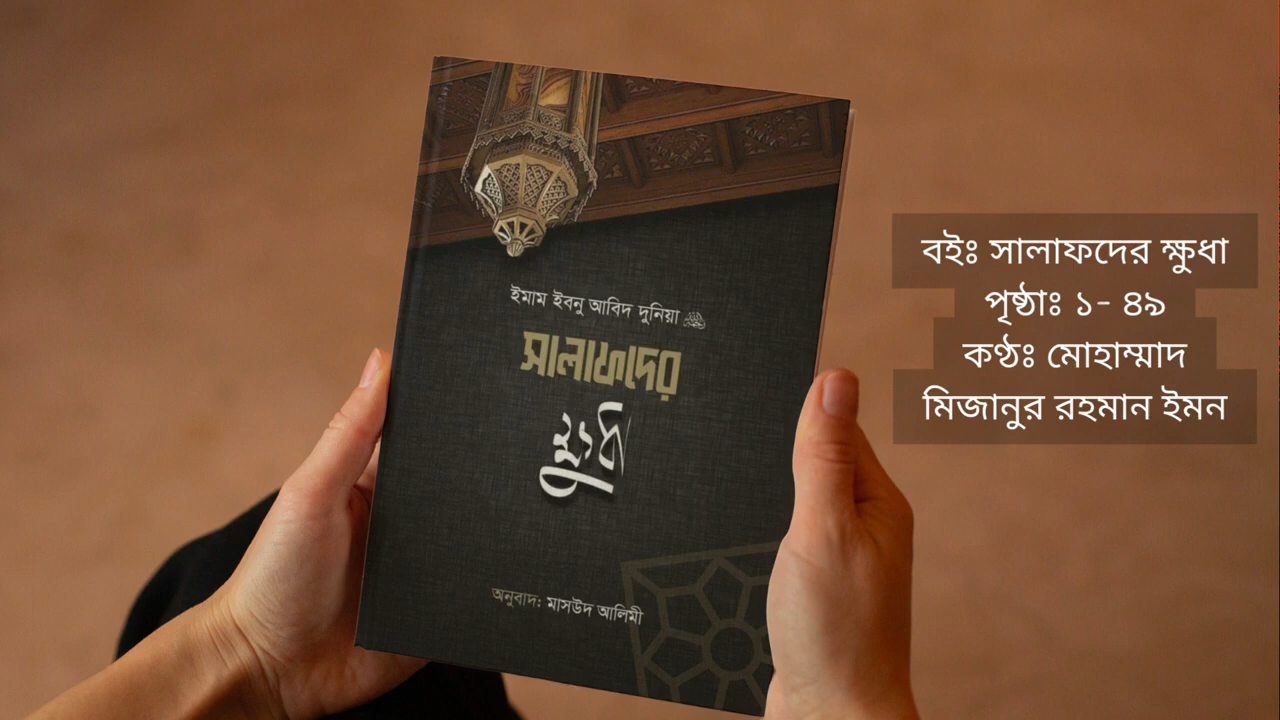 ইমাম ইবনু আবিদ দুনিয়া
সালাফদের
ক্ষুধা
অনুবাদ: মাসউদ আলিমী
বইঃ সালাফদের ক্ষুধা
পৃষ্ঠাঃ ১- ৪৯
কণ্ঠঃ মোহাম্মাদ
মিজানুর রহমান ইমন